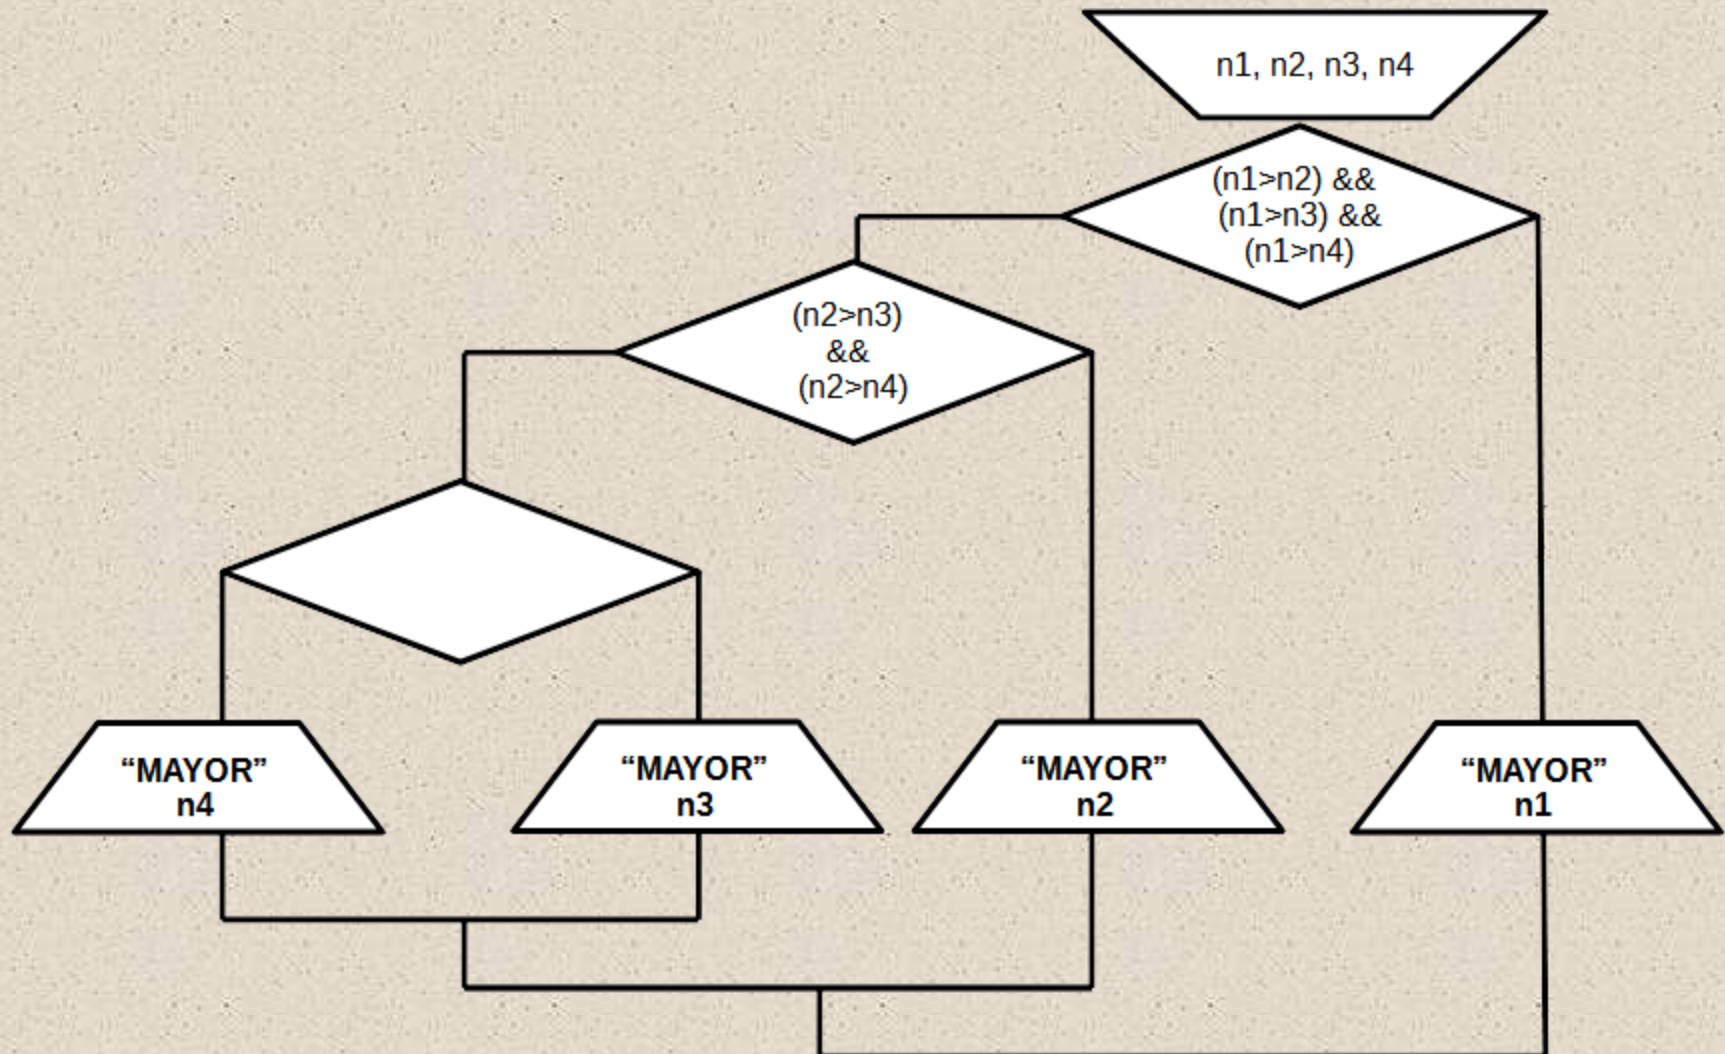 n1, n2, n3, n4
(n1>n2) &&
(n1>n3) &&
(n1>n4)
(n2>n3)
&&
(n2>n4)
“MAYOR”
n4
“MAYOR”
n3
“MAYOR”
n2
“MAYOR”
n1